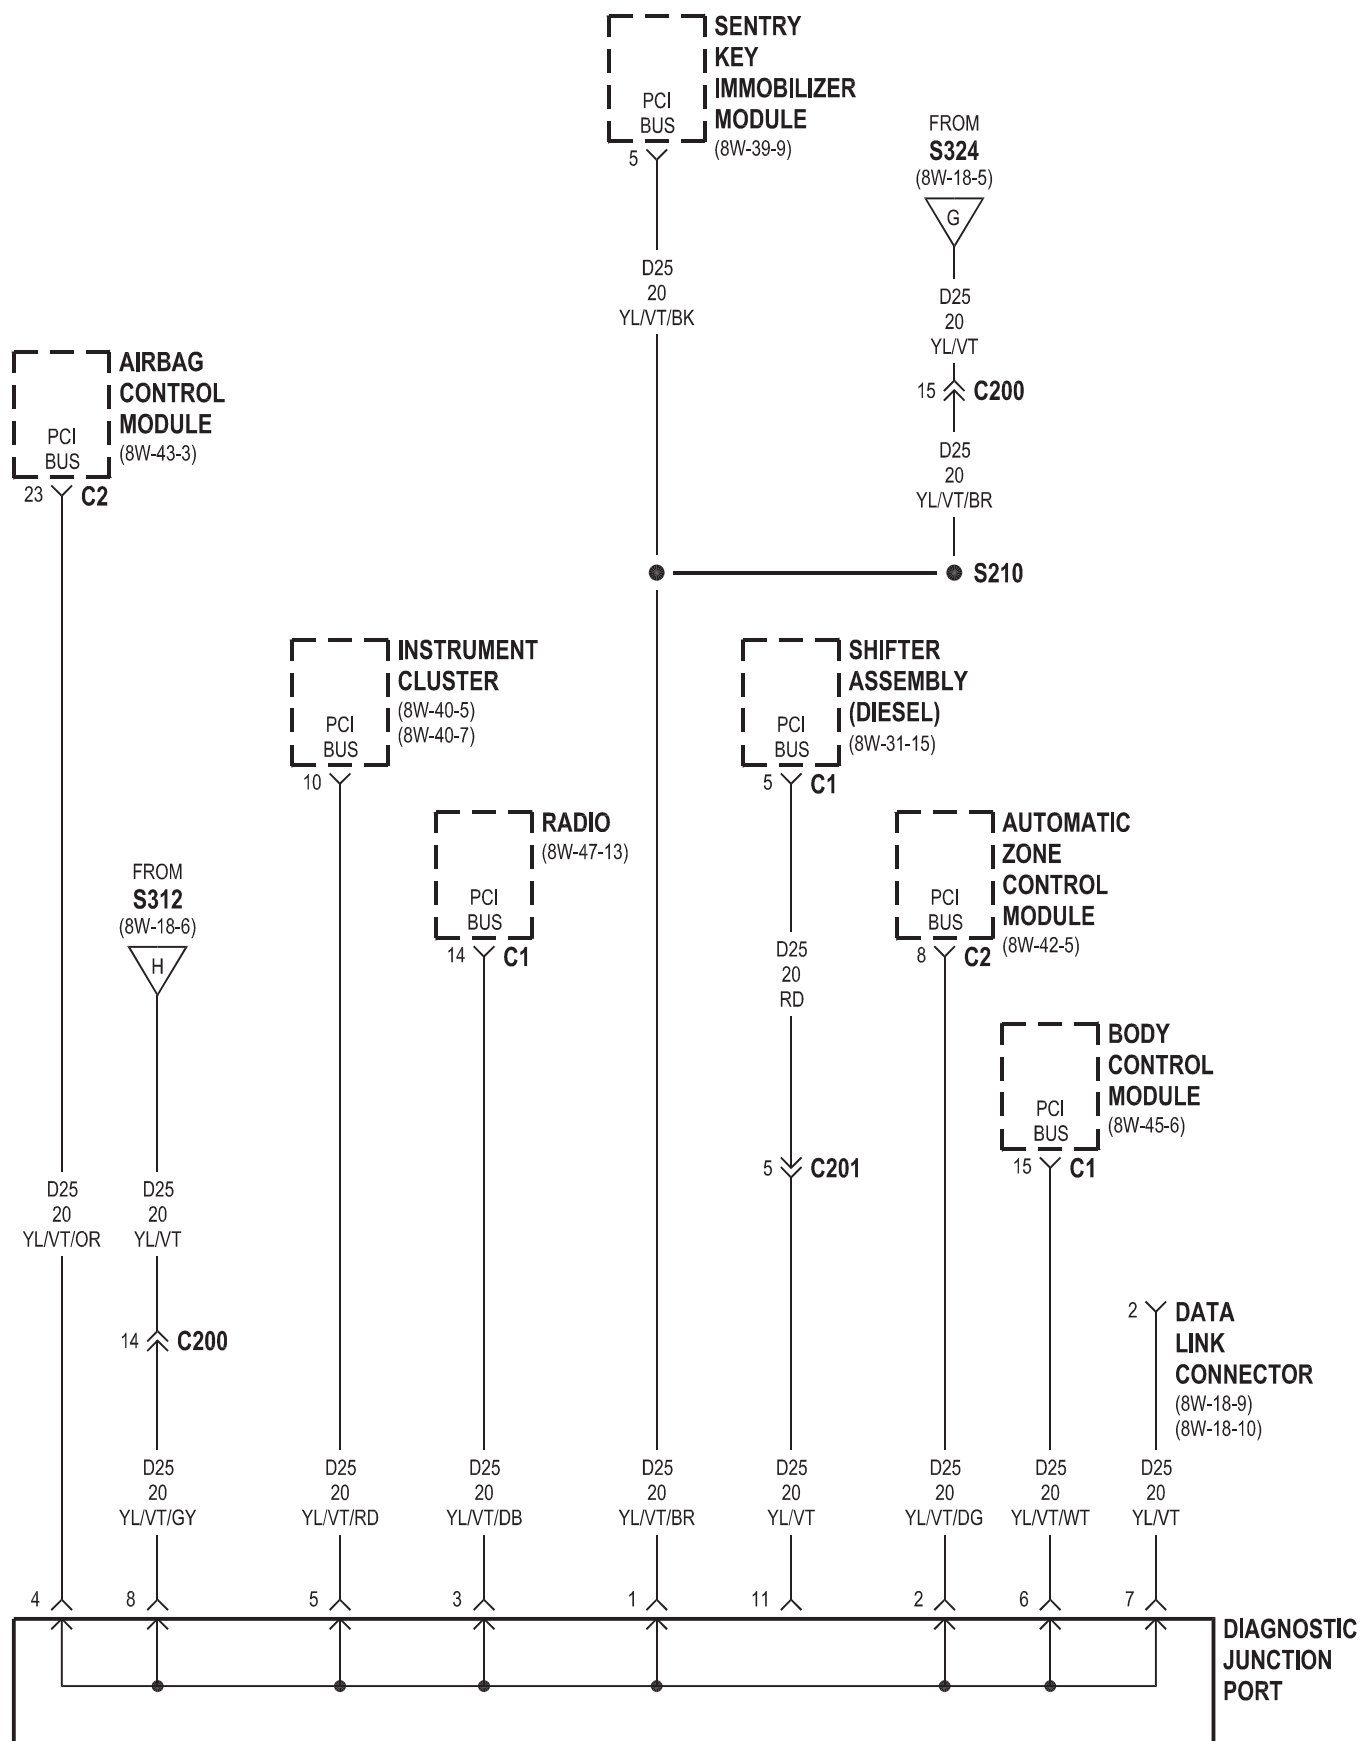 SENTRY
KEY
IMMOBILIZER
MODULE
(8W-39-9)
PCI
BUS
5
FROM
S324
(8W-18-5)
G
D25
20
YL/VT/BK
D25
20
YL/VT
15
C200
D25
20
YL/VT/BR
S210
AIRBAG
CONTROL
MODULE
(8W-43-3)
PCI
BUS
23
C2
INSTRUMENT
CLUSTER
(8W-40-5)
(8W-40-7)
PCI
BUS
10
SHIFTER
ASSEMBLY
(DIESEL)
(8W-31-15)
PCI
BUS
5
C1
RADIO
(8W-47-13)
PCI
BUS
14
C1
AUTOMATIC
ZONE
CONTROL
MODULE
(8W-42-5)
PCI
BUS
8
C2
FROM
S312
(8W-18-6)
H
D25
20
RD
BODY
CONTROL
MODULE
(8W-45-6)
PCI
BUS
15
C1
5
C201
D25
20
YL/VT/OR
D25
20
YL/VT
14
C200
2
DATA
LINK
CONNECTOR
(8W-18-9)
(8W-18-10)
D25
20
YL/VT/GY
D25
20
YL/VT/RD
D25
20
YL/VT/DB
D25
20
YL/VT/BR
D25
20
YL/VT
D25
20
YL/VT/DG
D25
20
YL/VT/WT
D25
20
YL/VT
4
8
5
3
1
11
2
6
7
DIAGNOSTIC
JUNCTION
PORT